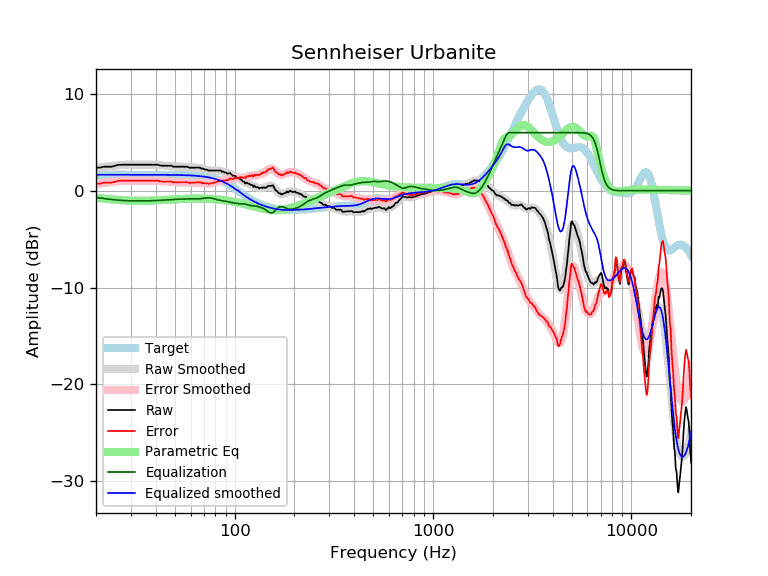 Sennheiser Urbanite
Amplitude (dBr)
10
0
−10
−20
−30
Target
Raw Smoothed
Error Smoothed
Raw
Error
Parametric Eq
Equalization
Equalized smoothed
100
1000
10000
Frequency (Hz)